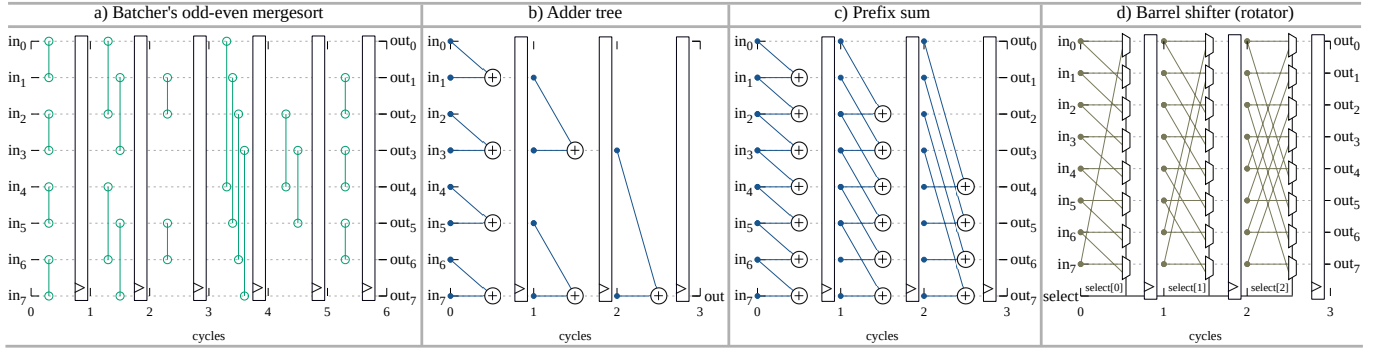 a) Batcher's odd-even mergesort
in0
in1
in2
in3
in4
in5
in6
in7
out0
out1
out2
out3
out4
out5
out6
out7
0 1 2 3 4 5 6
cycles
b) Adder tree
in0
in1
in2
in3
in4
in5
in6
in7
out
0 1 2 3
cycles
c) Prefix sum
in0
in1
in2
in3
in4
in5
in6
in7
out0
out1
out2
out3
out4
out5
out6
out7
0 1 2 3
cycles
d) Barrel shifter (rotator)
in0
in1
in2
in3
in4
in5
in6
in7
select
select[0] select[1] select[2]
out0
out1
out2
out3
out4
out5
out6
out7
0 1 2 3
cycles